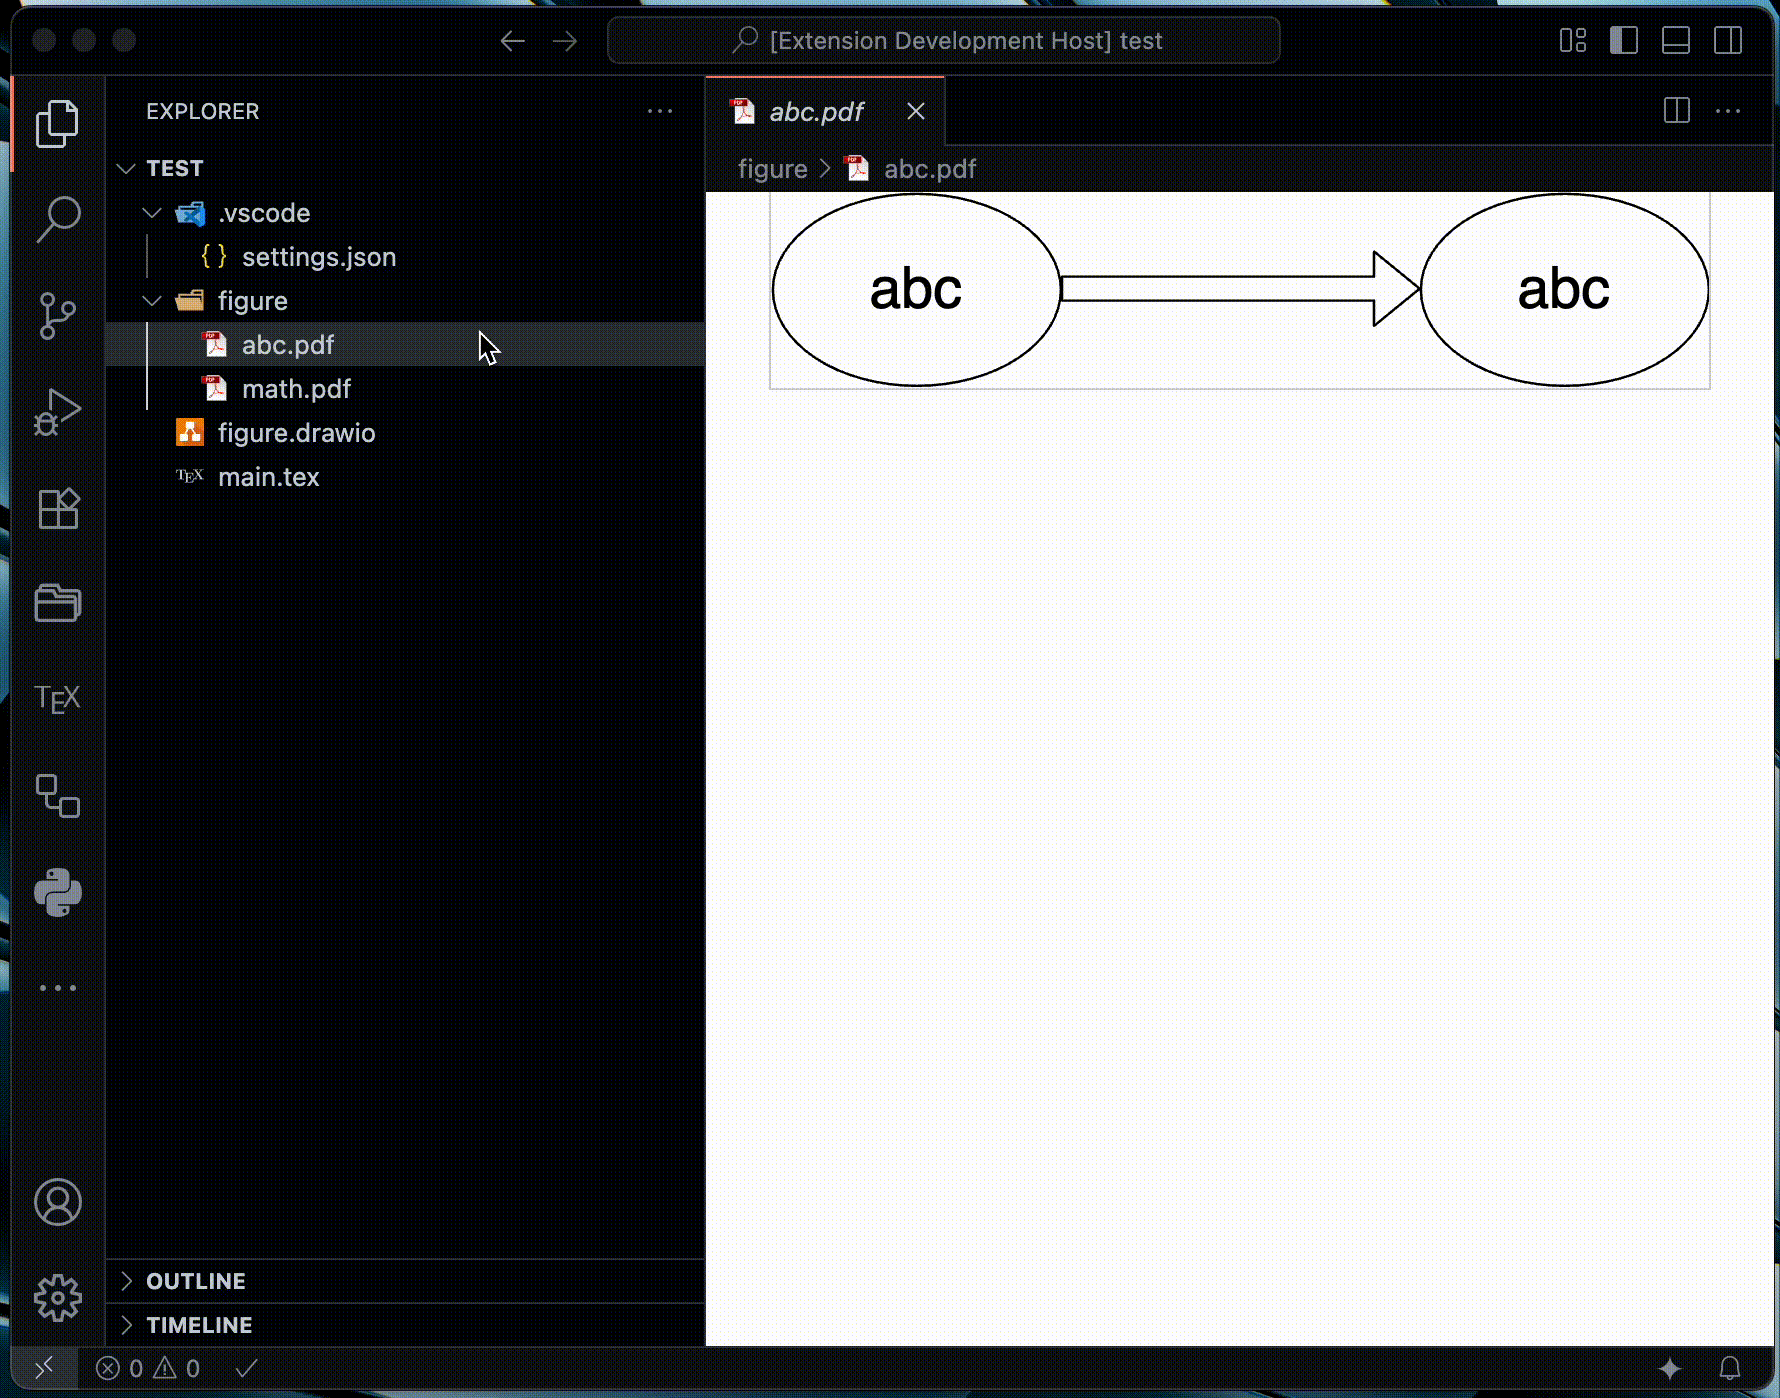 [Extension Development Host] test
EXPLORER
TEST
.vscode
{} settings.json
figure
abc.pdf
math.pdf
figure.drawio
TEX main.tex
TEX
OUTLINE
TIMELINE
0 0
abc.pdf
figure > abc.pdf
abc abc